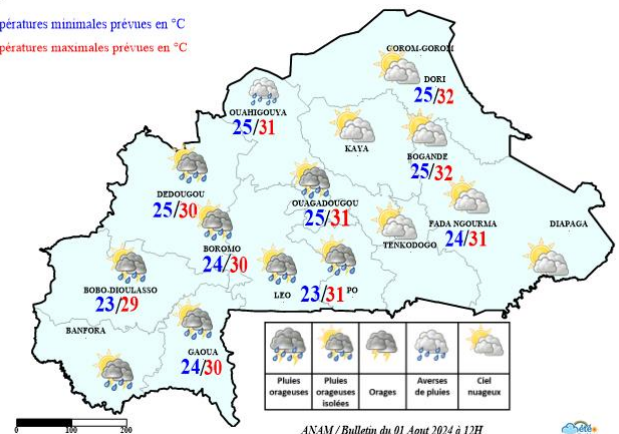 pératures minimales prévues en °C
pératures maximales prévues en °C
GOROM-GOROM
DORI
25/32
OUAHIGOUYA
25/31
KAYA
BOGANDE
25/32
DEDOUGOU
25/30
OUAGADOUGOU
25/31
FADA NGOURMA
24/31
DIAPAGA
TENKODOGO
BOROMO
24/30
BOBO-DIOULASSO
23/29
LEO
23/31
PO
BANFORA
GAOUA
24/30
Pluies orageuses
Pluies orageuses isolées
Orages
Averses de pluies
Ciel nuageux
0 100 200
ANAM / Bulletin du 01 Aout 2024 à 12H